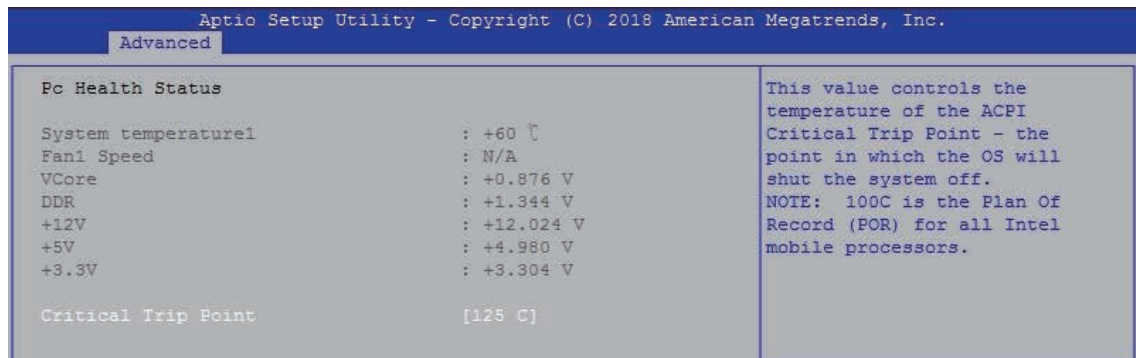 Aptio Setup Utility - Copyright (C) 2018 American Megatrends, Inc.
Advanced
Pc Health Status
System temperature1 : +60 ℃
Fan1 Speed : N/A
VCore : +0.876 V
DDR : +1.344 V
+12V : +12.024 V
+5V : +4.980 V
+3.3V : +3.304 V
Critical Trip Point [125 C]
This value controls the
temperature of the ACPI
Critical Trip Point - the
point in which the OS will
shut the system off.
NOTE: 100C is the Plan Of
Record (POR) for all Intel
mobile processors.